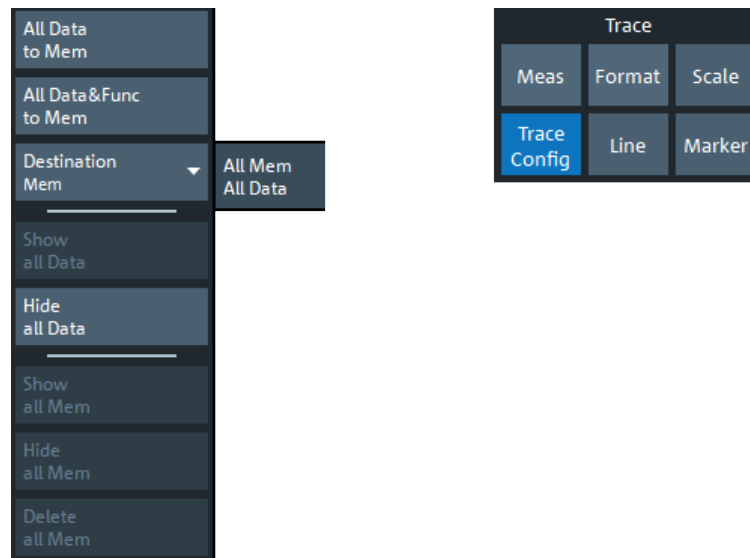 All Data
to Mem
All Data&Func
to Mem
Destination
Mem
All Mem
All Data
Show
all Data
Hide
all Data
Show
all Mem
Hide
all Mem
Delete
all Mem
Trace
Meas
Format
Scale
Trace
Config
Line
Marker